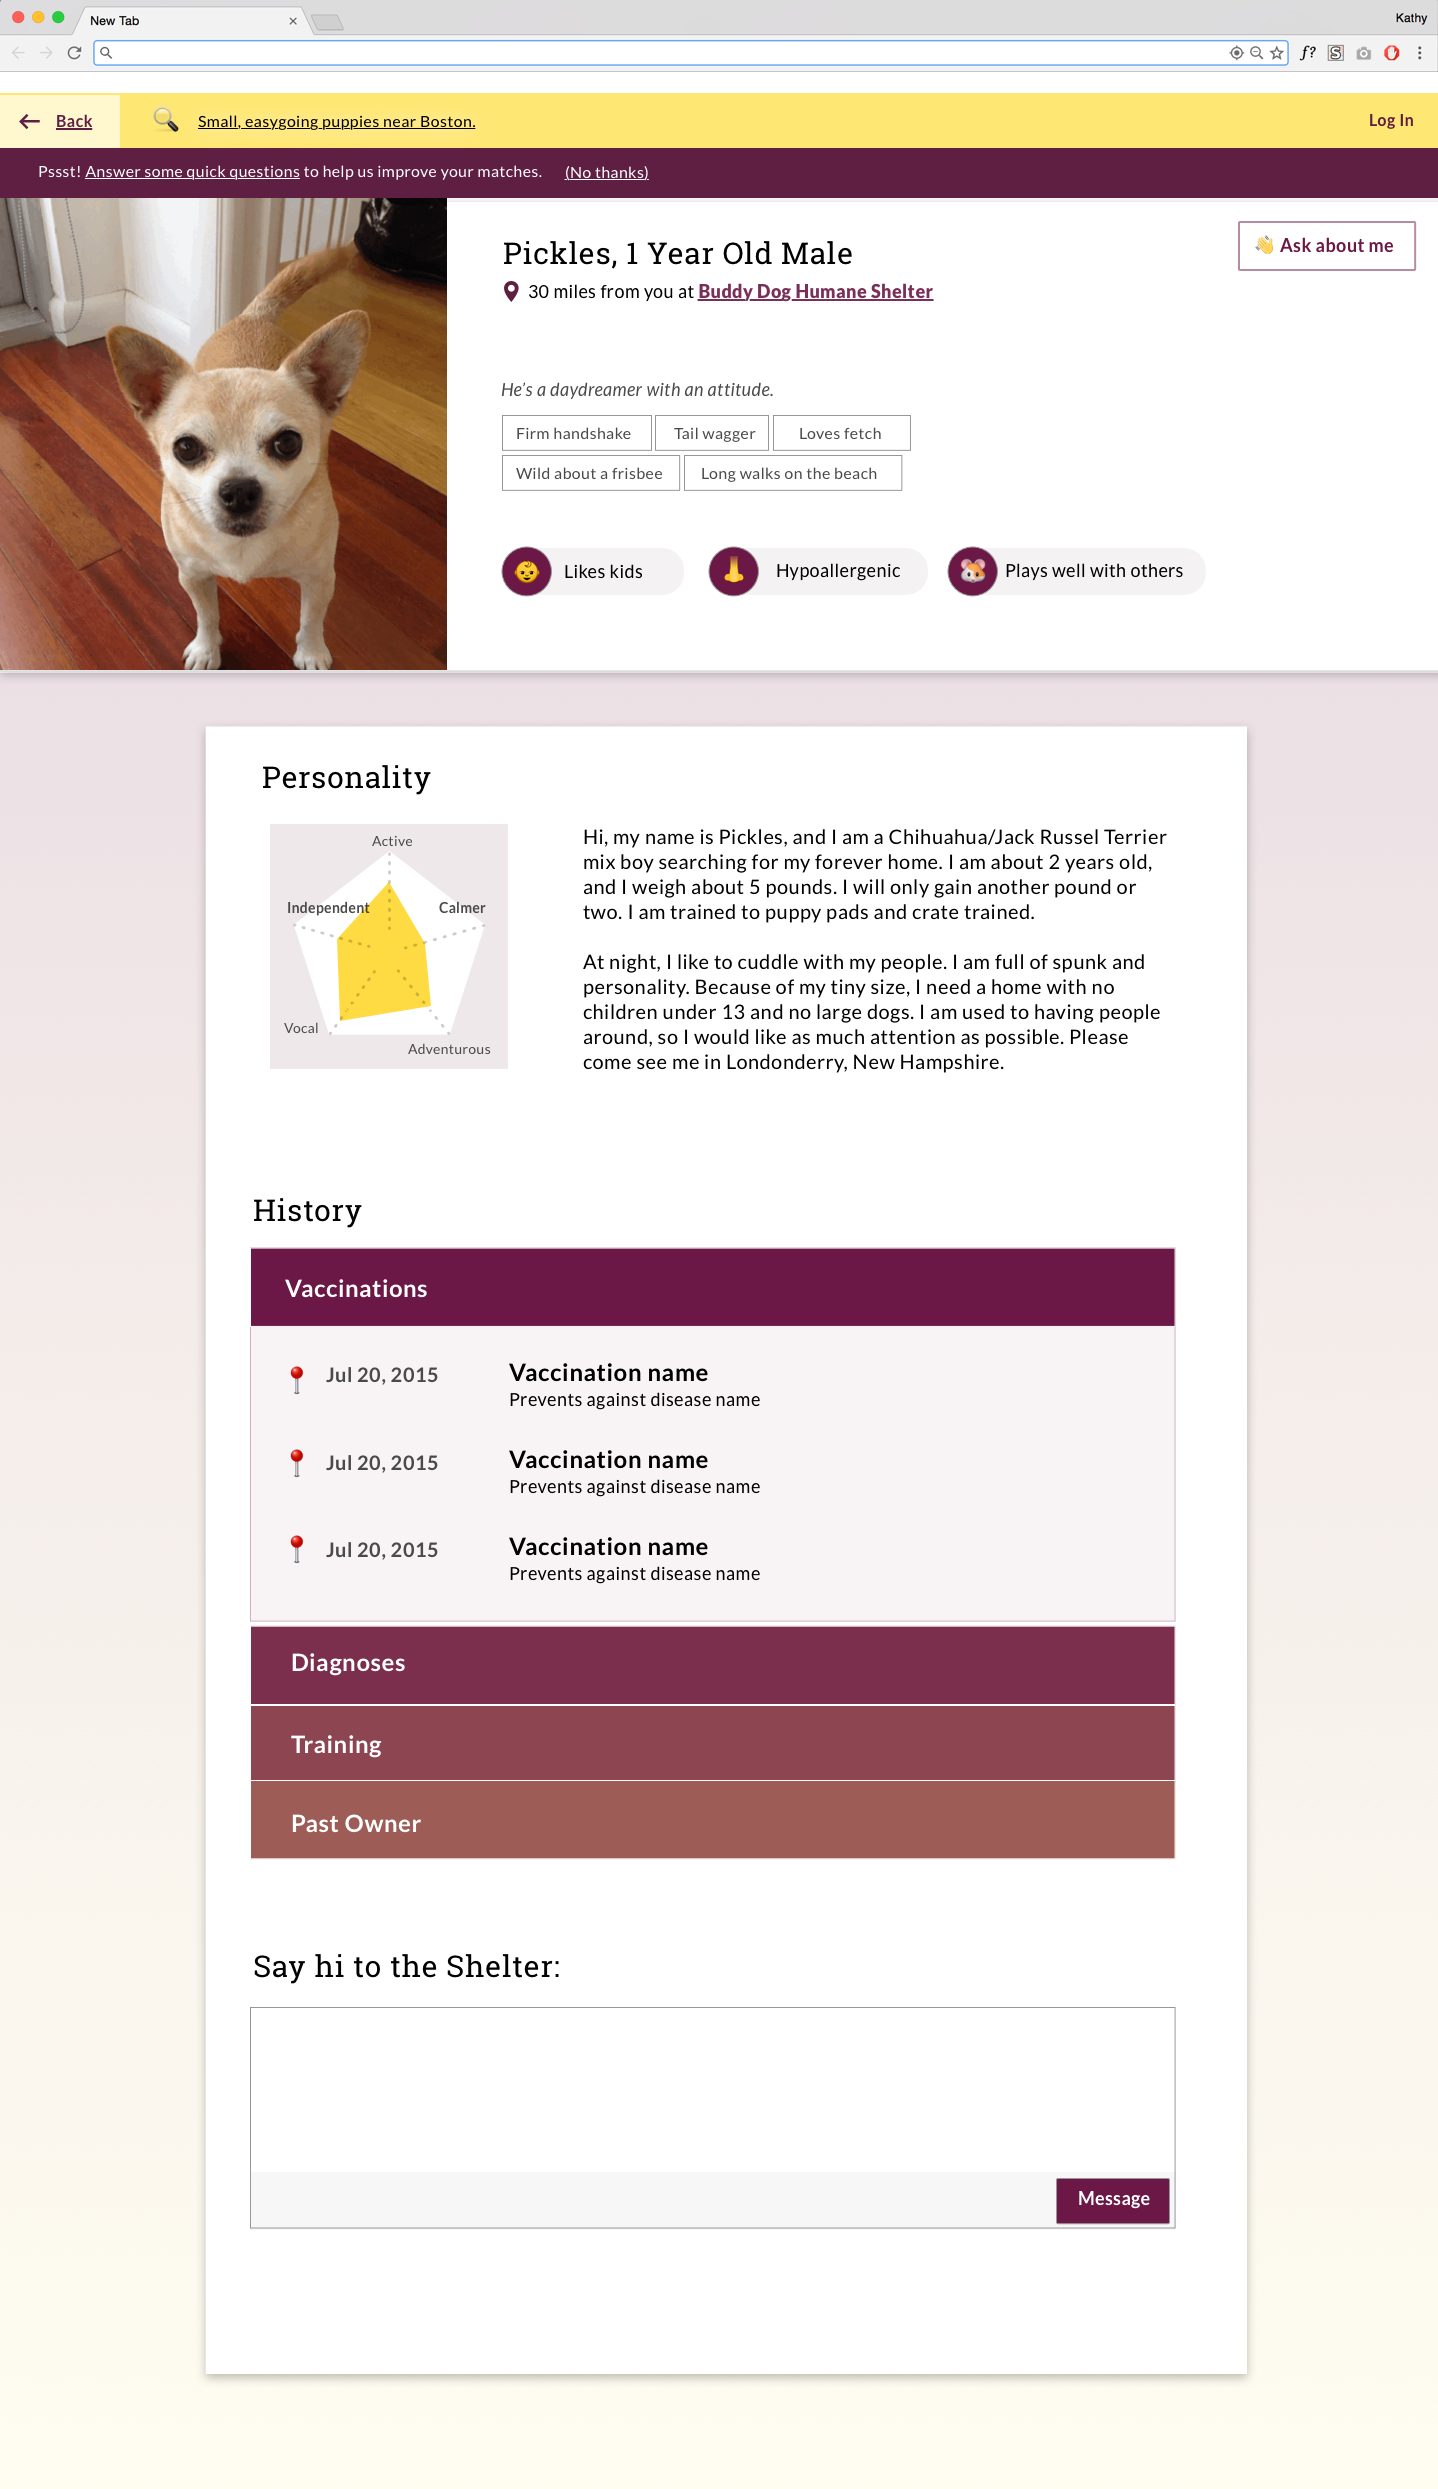 New Tab
Kathy
f?
S
Back
Small, easygoing puppies near Boston.
Log In
Pssst! Answer some quick questions to help us improve your matches.
(No thanks)
Pickles, 1 Year Old Male
Ask about me
30 miles from you at Buddy Dog Humane Shelter
He's a daydreamer with an attitude.
Firm handshake
Tail wagger
Loves fetch
Wild about a frisbee
Long walks on the beach
Likes kids
Hypoallergenic
Plays well with others
Personality
Active
Independent
Calmer
Vocal
Adventurous
Hi, my name is Pickles, and I am a Chihuahua/Jack Russel Terrier
mix boy searching for my forever home. I am about 2 years old,
and I weigh about 5 pounds. I will only gain another pound or
two. I am trained to puppy pads and crate trained.
At night, I like to cuddle with my people. I am full of spunk and
personality. Because of my tiny size, I need a home with no
children under 13 and no large dogs. I am used to having people
around, so I would like as much attention as possible. Please
come see me in Londonderry, New Hampshire.
History
Vaccinations
Jul 20, 2015
Vaccination name
Prevents against disease name
Jul 20, 2015
Vaccination name
Prevents against disease name
Jul 20, 2015
Vaccination name
Prevents against disease name
Diagnoses
Training
Past Owner
Say hi to the Shelter:
Message